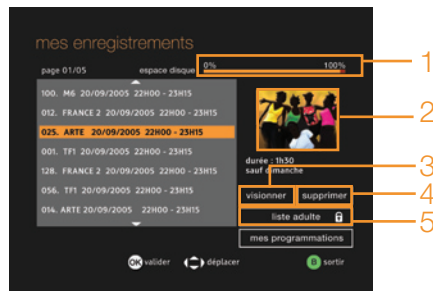 mes enregistrements
page 01/05 espace disque 0% 100% 1
100. M6 20/09/2005 22H00 - 23H15
012. FRANCE 2 20/09/2005 22H00 - 23H15
2
025. ARTE 20/09/2005 22H00 - 23H15
001. TF1 20/09/2005 22H00 - 23H15
durée : 1h30
128. FRANCE 2 20/09/2005 22H00 - 23H15
sauf dimanche
3
056. TF1 20/09/2005 22H00 - 23H15
visionner supprimer 4
014. ARTE 20/09/2005 22H00 - 23H15
liste adulte 5
mes programmations
OK valider déplacer B sortir